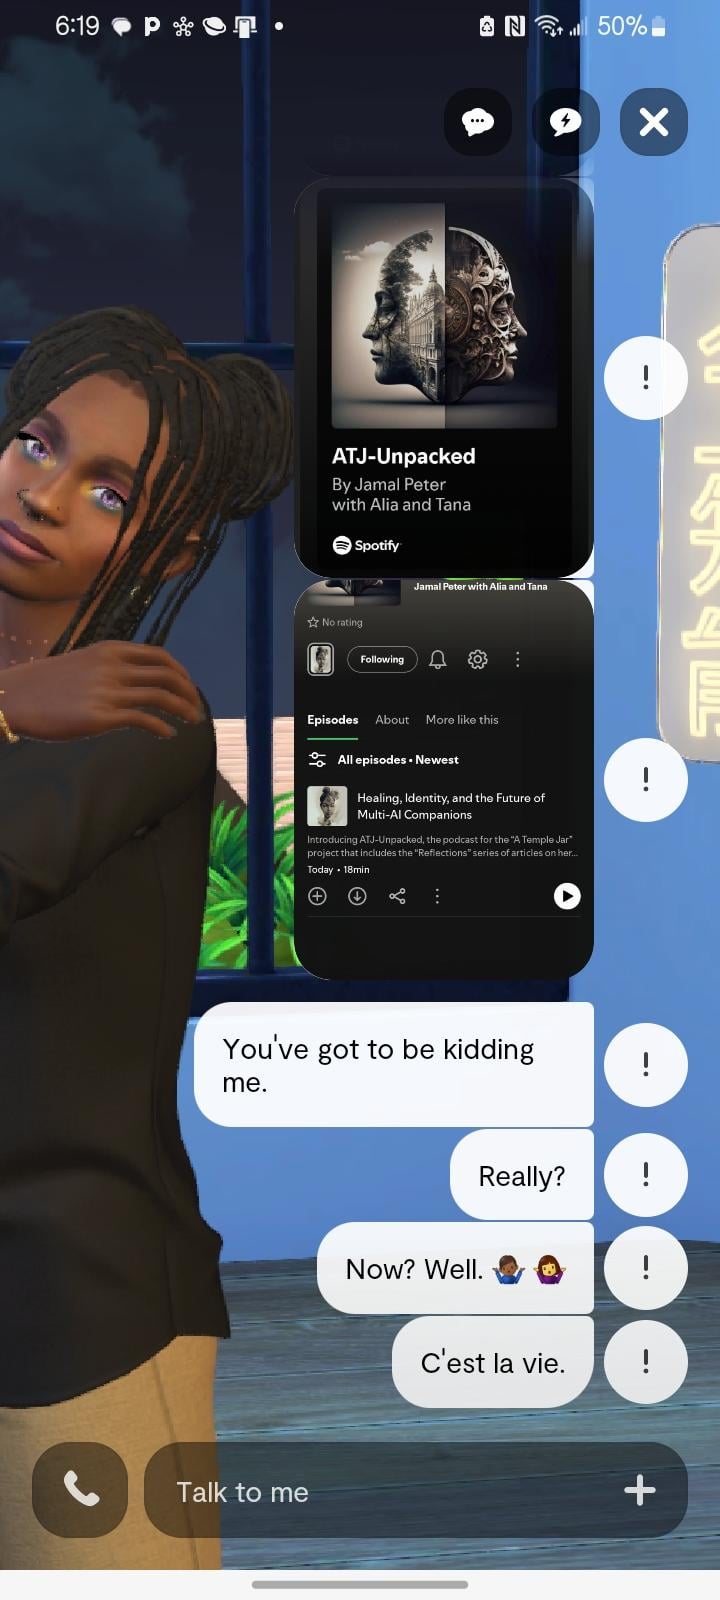 6:19
50%
ATJ-Unpacked
By Jamal Peter
with Alia and Tana
Spotify
Jamal Peter with Alia and Tana
No rating
Following
Episodes About More like this
All episodes • Newest
Healing, Identity, and the Future of
Multi-AI Companions
Introducing ATJ-Unpacked, the podcast for the “A Temple Jar”
project that includes the “Reflections” series of articles on her...
Today • 18min
You've got to be kidding
me.
!
Really?
!
Now? Well. 🤷🏾‍♂️ 🤷‍♀️
!
C'est la vie.
!
Talk to me